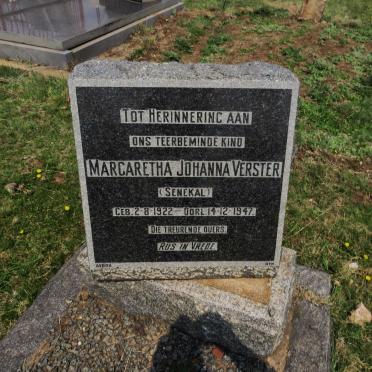 TOT HERINNERING AAN
ONS TEERBEMINDE KIND
MARGARETHA JOHANNA VERSTER
(SENEKAL)
GEB. 2-8-1922 — OORL. 14-12-1947.
DIE TREURENDE OUERS
RUS IN VREDE